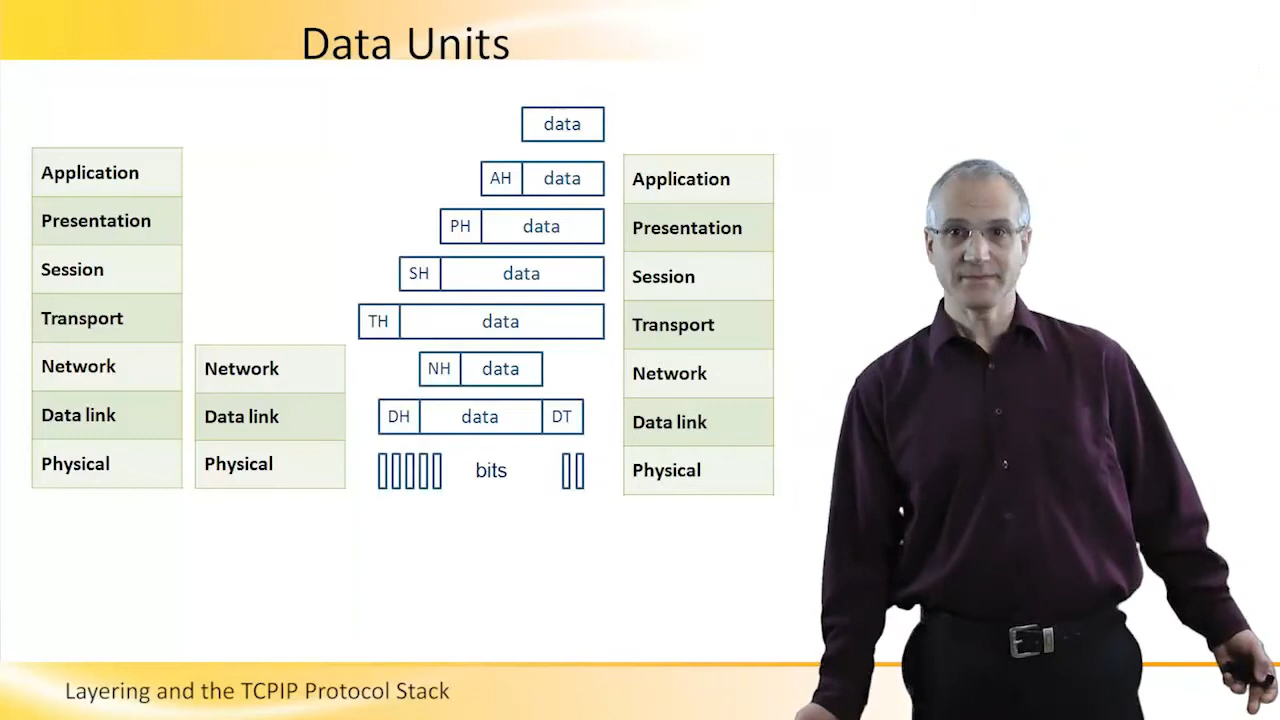 Data Units
data
AH data
PH data
SH data
TH data
NH data
DH data DT
bits
Application
Presentation
Session
Transport
Network
Data link
Physical
Network
Data link
Physical
Application
Presentation
Session
Transport
Network
Data link
Physical
Layering and the TCPIP Protocol Stack